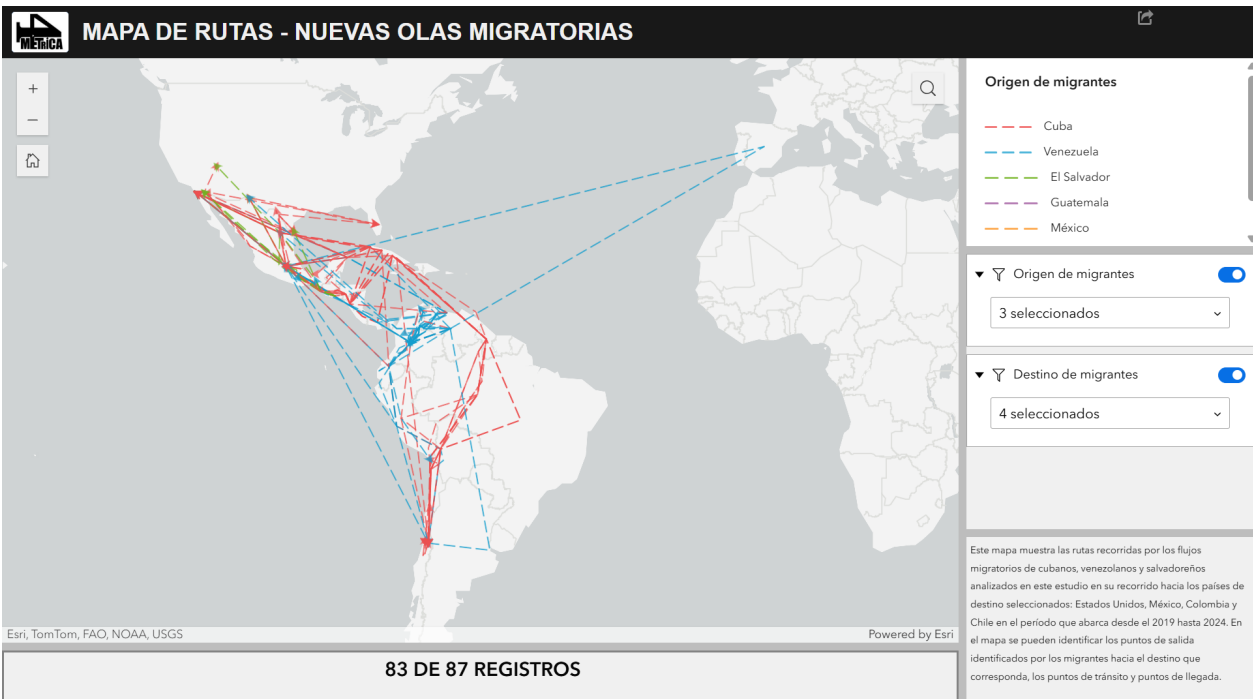 MÉTRICA
MAPA DE RUTAS - NUEVAS OLAS MIGRATORIAS
+
−
Origen de migrantes
Cuba
Venezuela
El Salvador
Guatemala
México
Origen de migrantes
3 seleccionados
Destino de migrantes
4 seleccionados
Este mapa muestra las rutas recorridas por los flujos
migratorios de cubanos, venezolanos y salvadoreños
analizados en este estudio en su recorrido hacia los países de
destino seleccionados: Estados Unidos, México, Colombia y
Chile en el período que abarca desde el 2019 hasta 2024. En
el mapa se pueden identificar los puntos de salida
identificados por los migrantes hacia el destino que
corresponda, los puntos de tránsito y puntos de llegada.
Esri, TomTom, FAO, NOAA, USGS
Powered by Esri
83 DE 87 REGISTROS